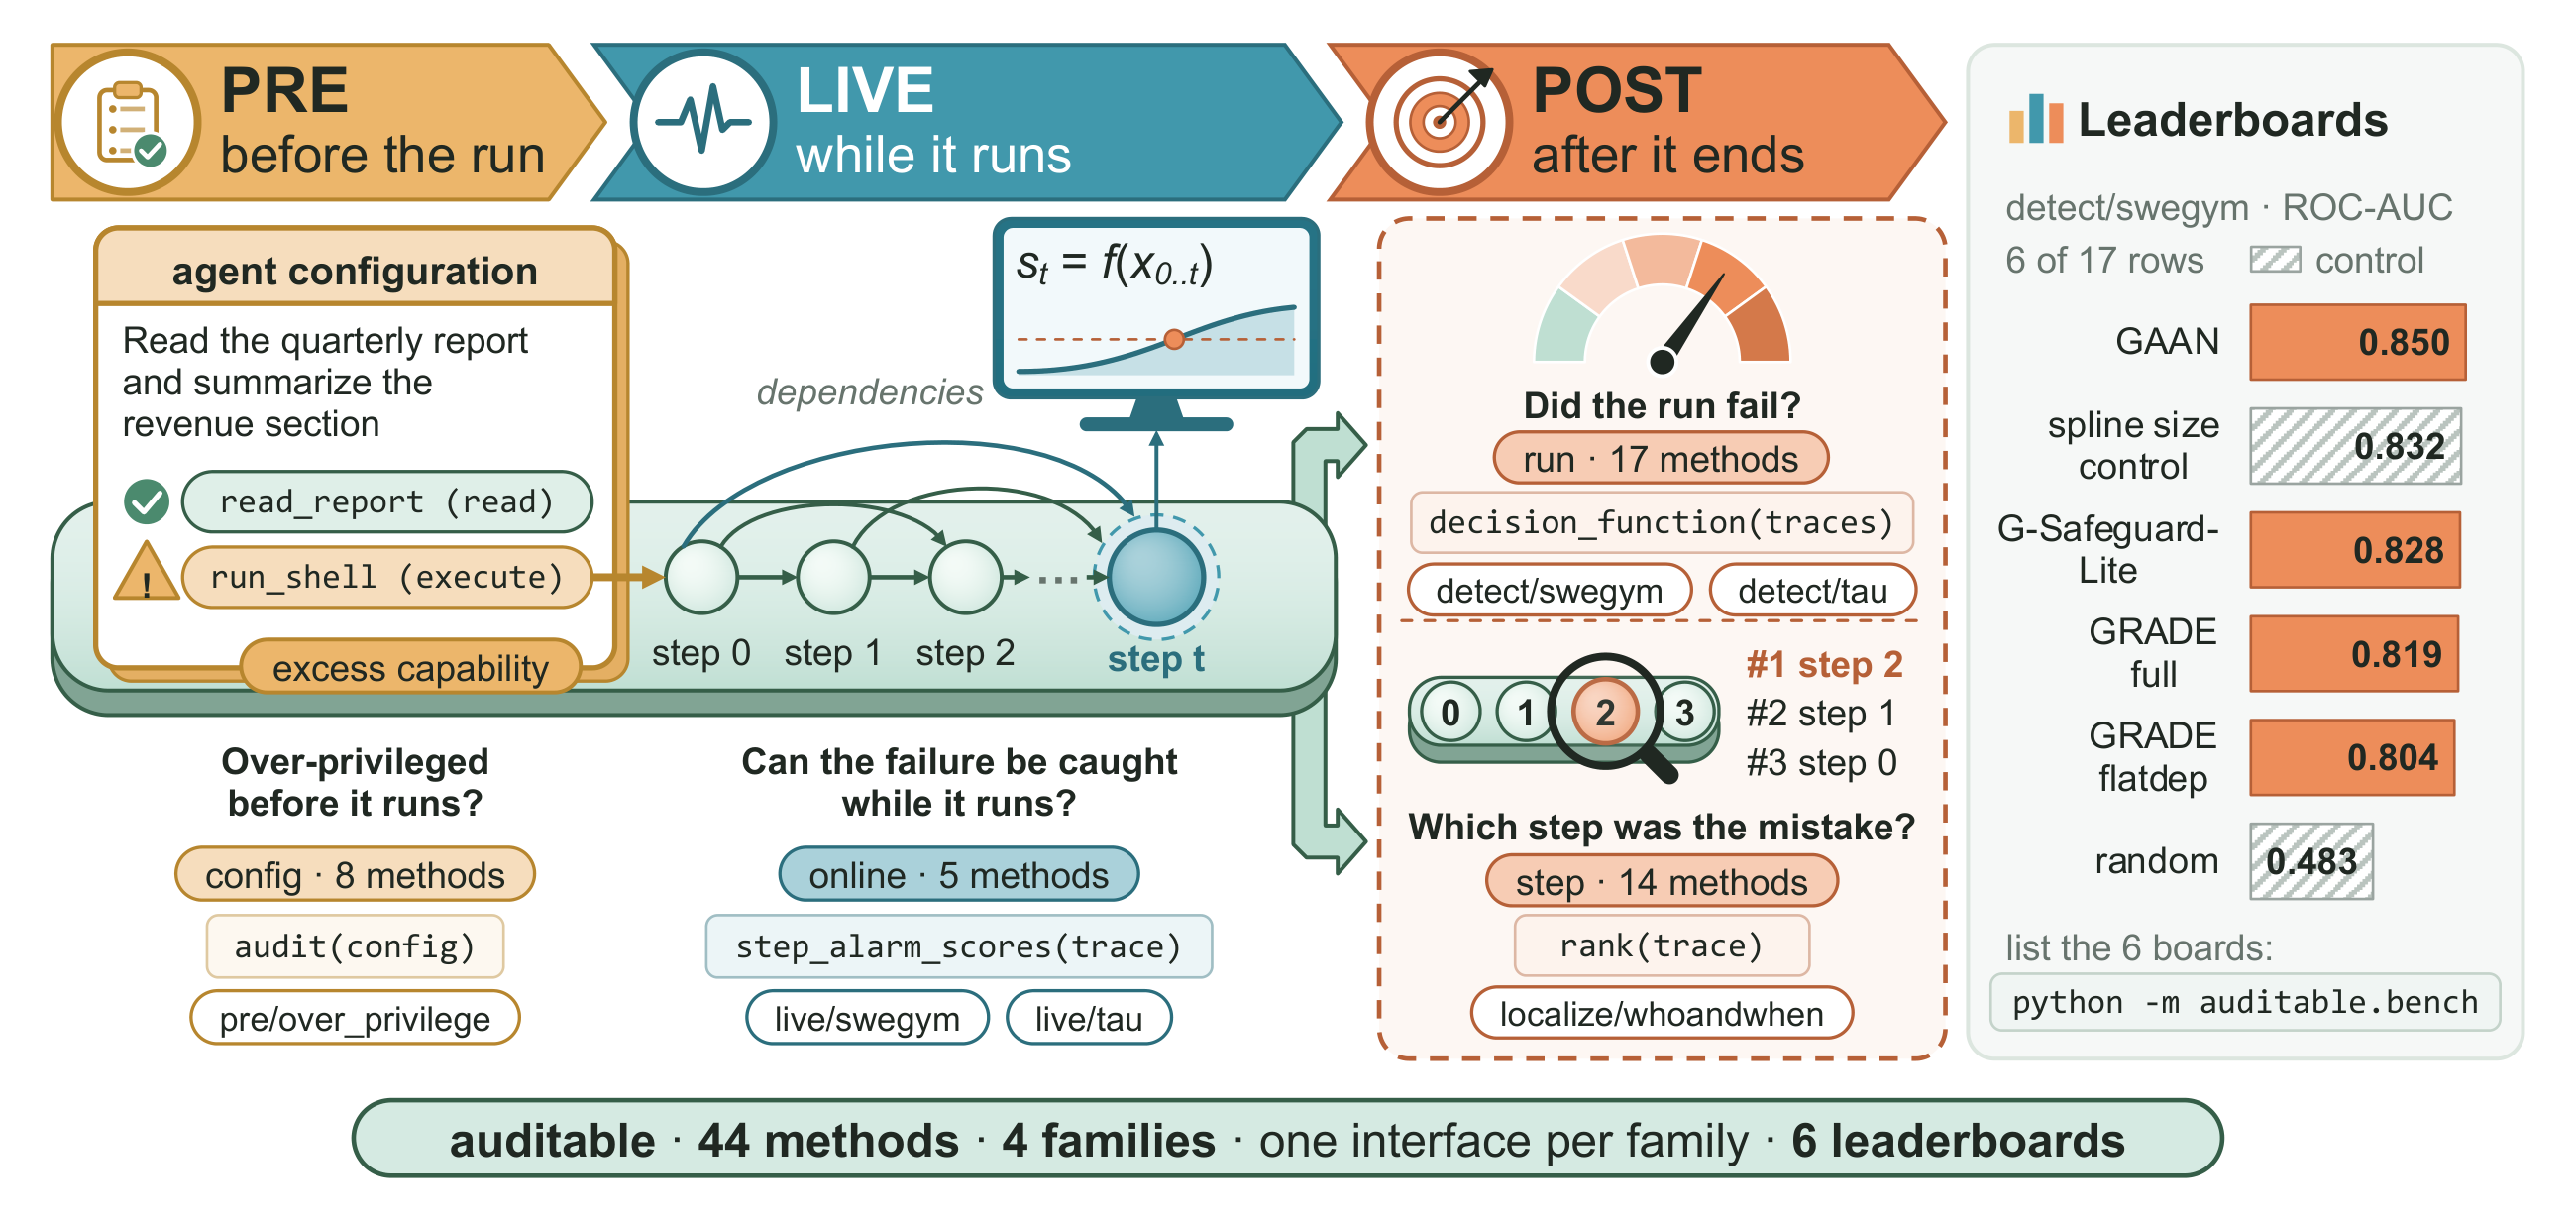 PRE
before the run
LIVE
while it runs
POST
after it ends
agent configuration
Read the quarterly report
and summarize the
revenue section
read_report (read)
! run_shell (execute)
excess capability
s_t = f(x_0..t)
dependencies
step 0 step 1 step 2 ... step t
Over-privileged
before it runs?
config · 8 methods
audit(config)
pre/over_privilege
Can the failure be caught
while it runs?
online · 5 methods
step_alarm_scores(trace)
live/swegym live/tau
Did the run fail?
run · 17 methods
decision_function(traces)
detect/swegym detect/tau
0 1 2 3
#1 step 2
#2 step 1
#3 step 0
Which step was the mistake?
step · 14 methods
rank(trace)
localize/whoandwhen
Leaderboards
detect/swegym · ROC-AUC
6 of 17 rows control
GAAN 0.850
spline size
control 0.832
G-Safeguard-
Lite 0.828
GRADE
full 0.819
GRADE
flatdep 0.804
random 0.483
list the 6 boards:
python -m auditable.bench
auditable · 44 methods · 4 families · one interface per family · 6 leaderboards